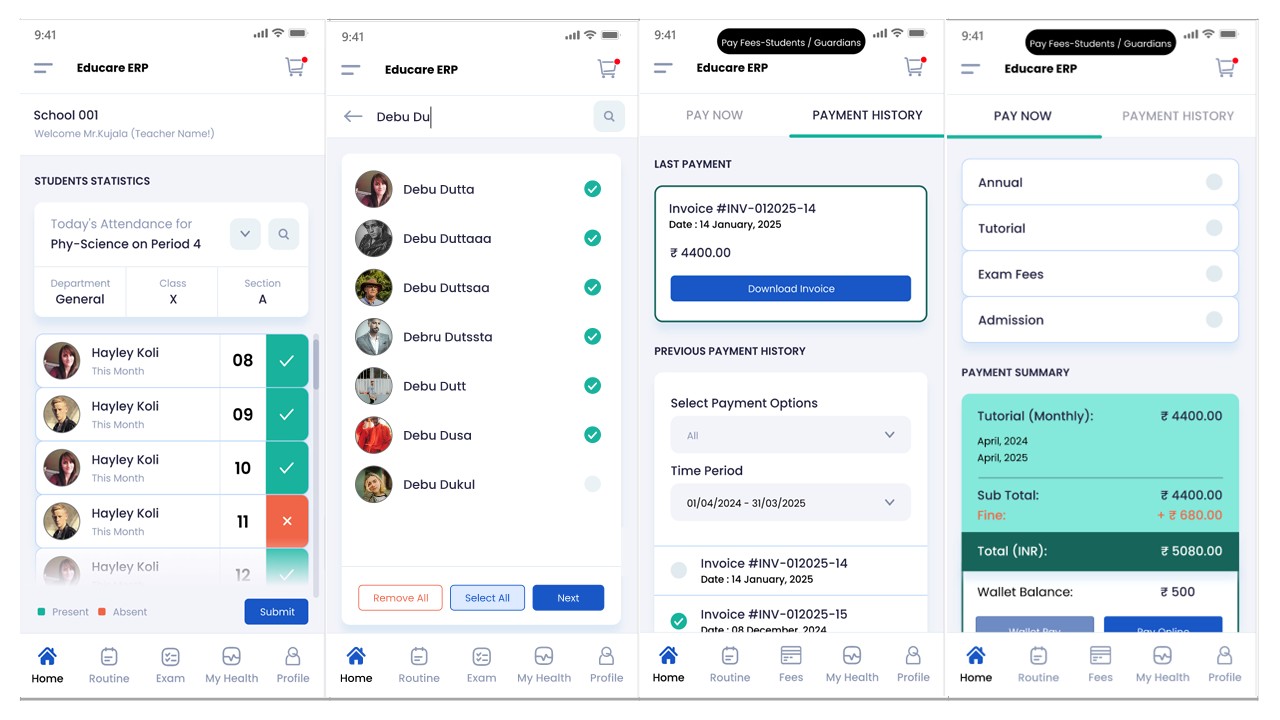 9:41
Educare ERP
School 001
Welcome Mr.Kujala (Teacher Name!)
STUDENTS STATISTICS
Today's Attendance for
Phy-Science on Period 4
Department Class Section
General X A
Hayley Koli 08
This Month
Hayley Koli 09
This Month
Hayley Koli 10
This Month
Hayley Koli 11
This Month
Hayley Koli 12
This Month
Present Absent Submit
Home Routine Exam My Health Profile
9:41
Educare ERP
Debu Du
Debu Dutta
Debu Duttaaa
Debu Duttsaa
Debru Dutssta
Debu Dutt
Debu Dusa
Debu Dukul
Remove All Select All Next
Home Routine Exam My Health Profile
9:41
Pay Fees-Students / Guardians
Educare ERP
PAY NOW PAYMENT HISTORY
LAST PAYMENT
Invoice #INV-012025-14
Date : 14 January, 2025
₹ 4400.00
Download Invoice
PREVIOUS PAYMENT HISTORY
Select Payment Options
All
Time Period
01/04/2024 - 31/03/2025
Invoice #INV-012025-14
Date : 14 January, 2025
Invoice #INV-012025-15
Date : 08 December, 2024
Home Routine Fees My Health Profile
9:41
Pay Fees-Students / Guardians
Educare ERP
PAY NOW PAYMENT HISTORY
Annual
Tutorial
Exam Fees
Admission
PAYMENT SUMMARY
Tutorial (Monthly): ₹ 4400.00
April, 2024
April, 2025
Sub Total: ₹ 4400.00
Fine: + ₹ 680.00
Total (INR): ₹ 5080.00
Wallet Balance: ₹ 500
Wallet Pay Pay Online
Home Routine Fees My Health Profile